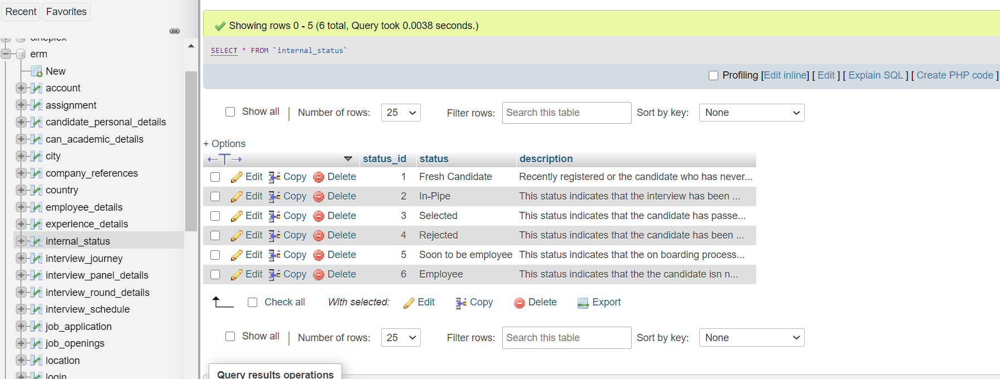 Recent Favorites
cineplex
erm
New
account
assignment
candidate_personal_details
can_academic_details
city
company_references
country
employee_details
experience_details
internal_status
interview_journey
interview_panel_details
interview_round_details
interview_schedule
job_application
job_openings
location
login
Showing rows 0 - 5 (6 total, Query took 0.0038 seconds.)
SELECT * FROM `internal_status`
Profiling [Edit inline] [ Edit ] [ Explain SQL ] [ Create PHP code ]
Show all | Number of rows: 25 Filter rows: Search this table Sort by key: None
+ Options
←T→ ▼ status_id status description
Edit Copy Delete 1 Fresh Candidate Recently registered or the candidate who has never...
Edit Copy Delete 2 In-Pipe This status indicates that the interview has been ...
Edit Copy Delete 3 Selected This status indicates that the candidate has passe...
Edit Copy Delete 4 Rejected This status indicates that the candidate has been ...
Edit Copy Delete 5 Soon to be employee This status indicates that the on boarding process...
Edit Copy Delete 6 Employee This status indicates that the the candidate isn n...
Check all With selected: Edit Copy Delete Export
Show all | Number of rows: 25 Filter rows: Search this table Sort by key: None
Query results operations